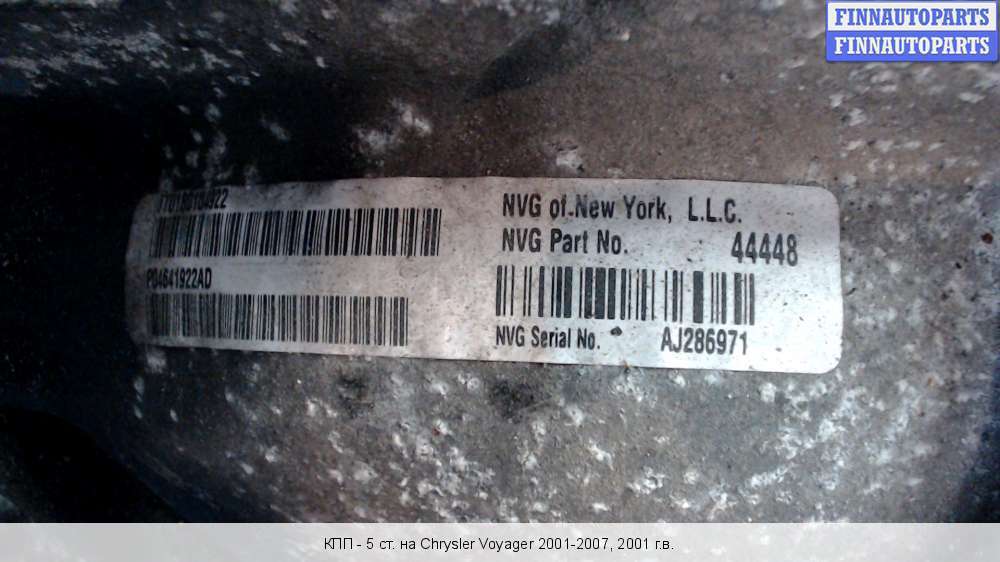 FINNAUTOPARTS
FINNAUTOPARTS
NVG of New York, L.L.C.
NVG Part No. 44448
P04641922AD
NVG Serial No. AJ286971
КПП - 5 ст. на Chrysler Voyager 2001-2007, 2001 г.в.